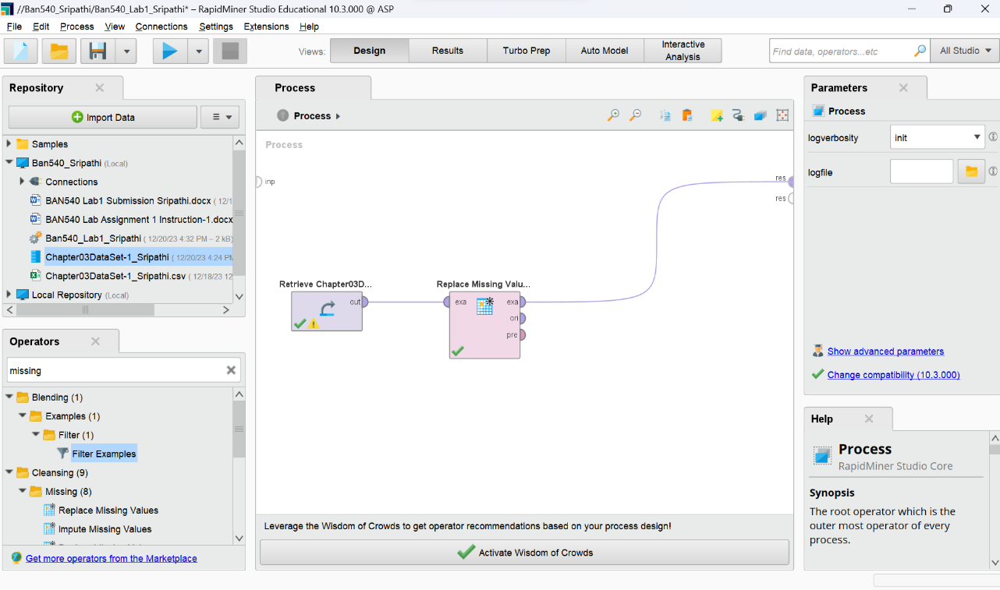 //Ban540_Sripathi/Ban540_Lab1_Sripathi* – RapidMiner Studio Educational 10.3.000 @ ASP
File Edit Process View Connections Settings Extensions Help
Views: Design Results Turbo Prep Auto Model Interactive Analysis
Find data, operators...etc
All Studio
Repository
Import Data
Samples
Ban540_Sripathi (Local)
Connections
BAN540 Lab1 Submission Sripathi.docx ( 12/1
BAN540 Lab Assignment 1 Instruction-1.docx
Ban540_Lab1_Sripathi ( 12/20/23 4:32 PM – 2 kB)
Chapter03DataSet-1_Sripathi ( 12/20/23 4:24 PM
Chapter03DataSet-1_Sripathi.csv ( 12/18/23 12
Local Repository (Local)
Operators
missing
Blending (1)
Examples (1)
Filter (1)
Filter Examples
Cleansing (9)
Missing (8)
Replace Missing Values
Impute Missing Values
Get more operators from the Marketplace
Process
Process
Process
inp
res
res
Retrieve Chapter03D...
out
Replace Missing Valu...
exa
exa
ori
pre
Leverage the Wisdom of Crowds to get operator recommendations based on your process design!
Activate Wisdom of Crowds
Parameters
Process
logverbosity
init
logfile
Show advanced parameters
Change compatibility (10.3.000)
Help
Process
RapidMiner Studio Core
Synopsis
The root operator which is the
outer most operator of every
process.